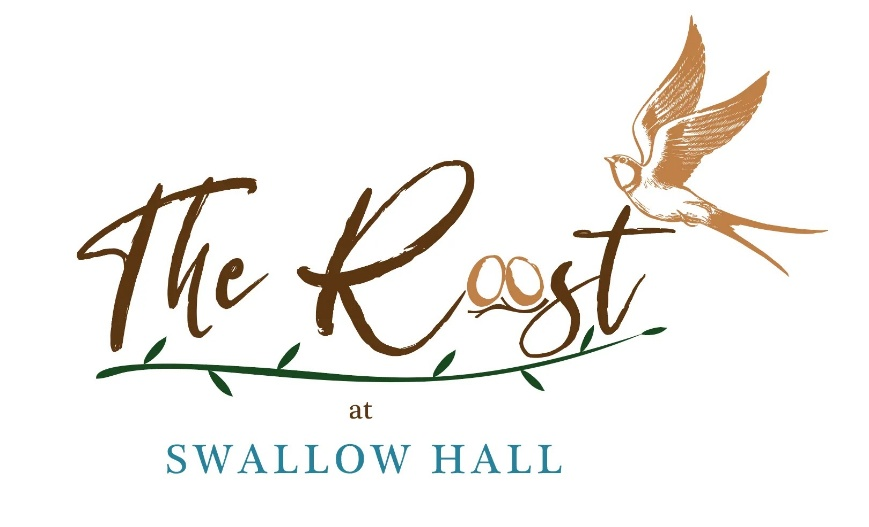 The Roost
at
SWALLOW HALL